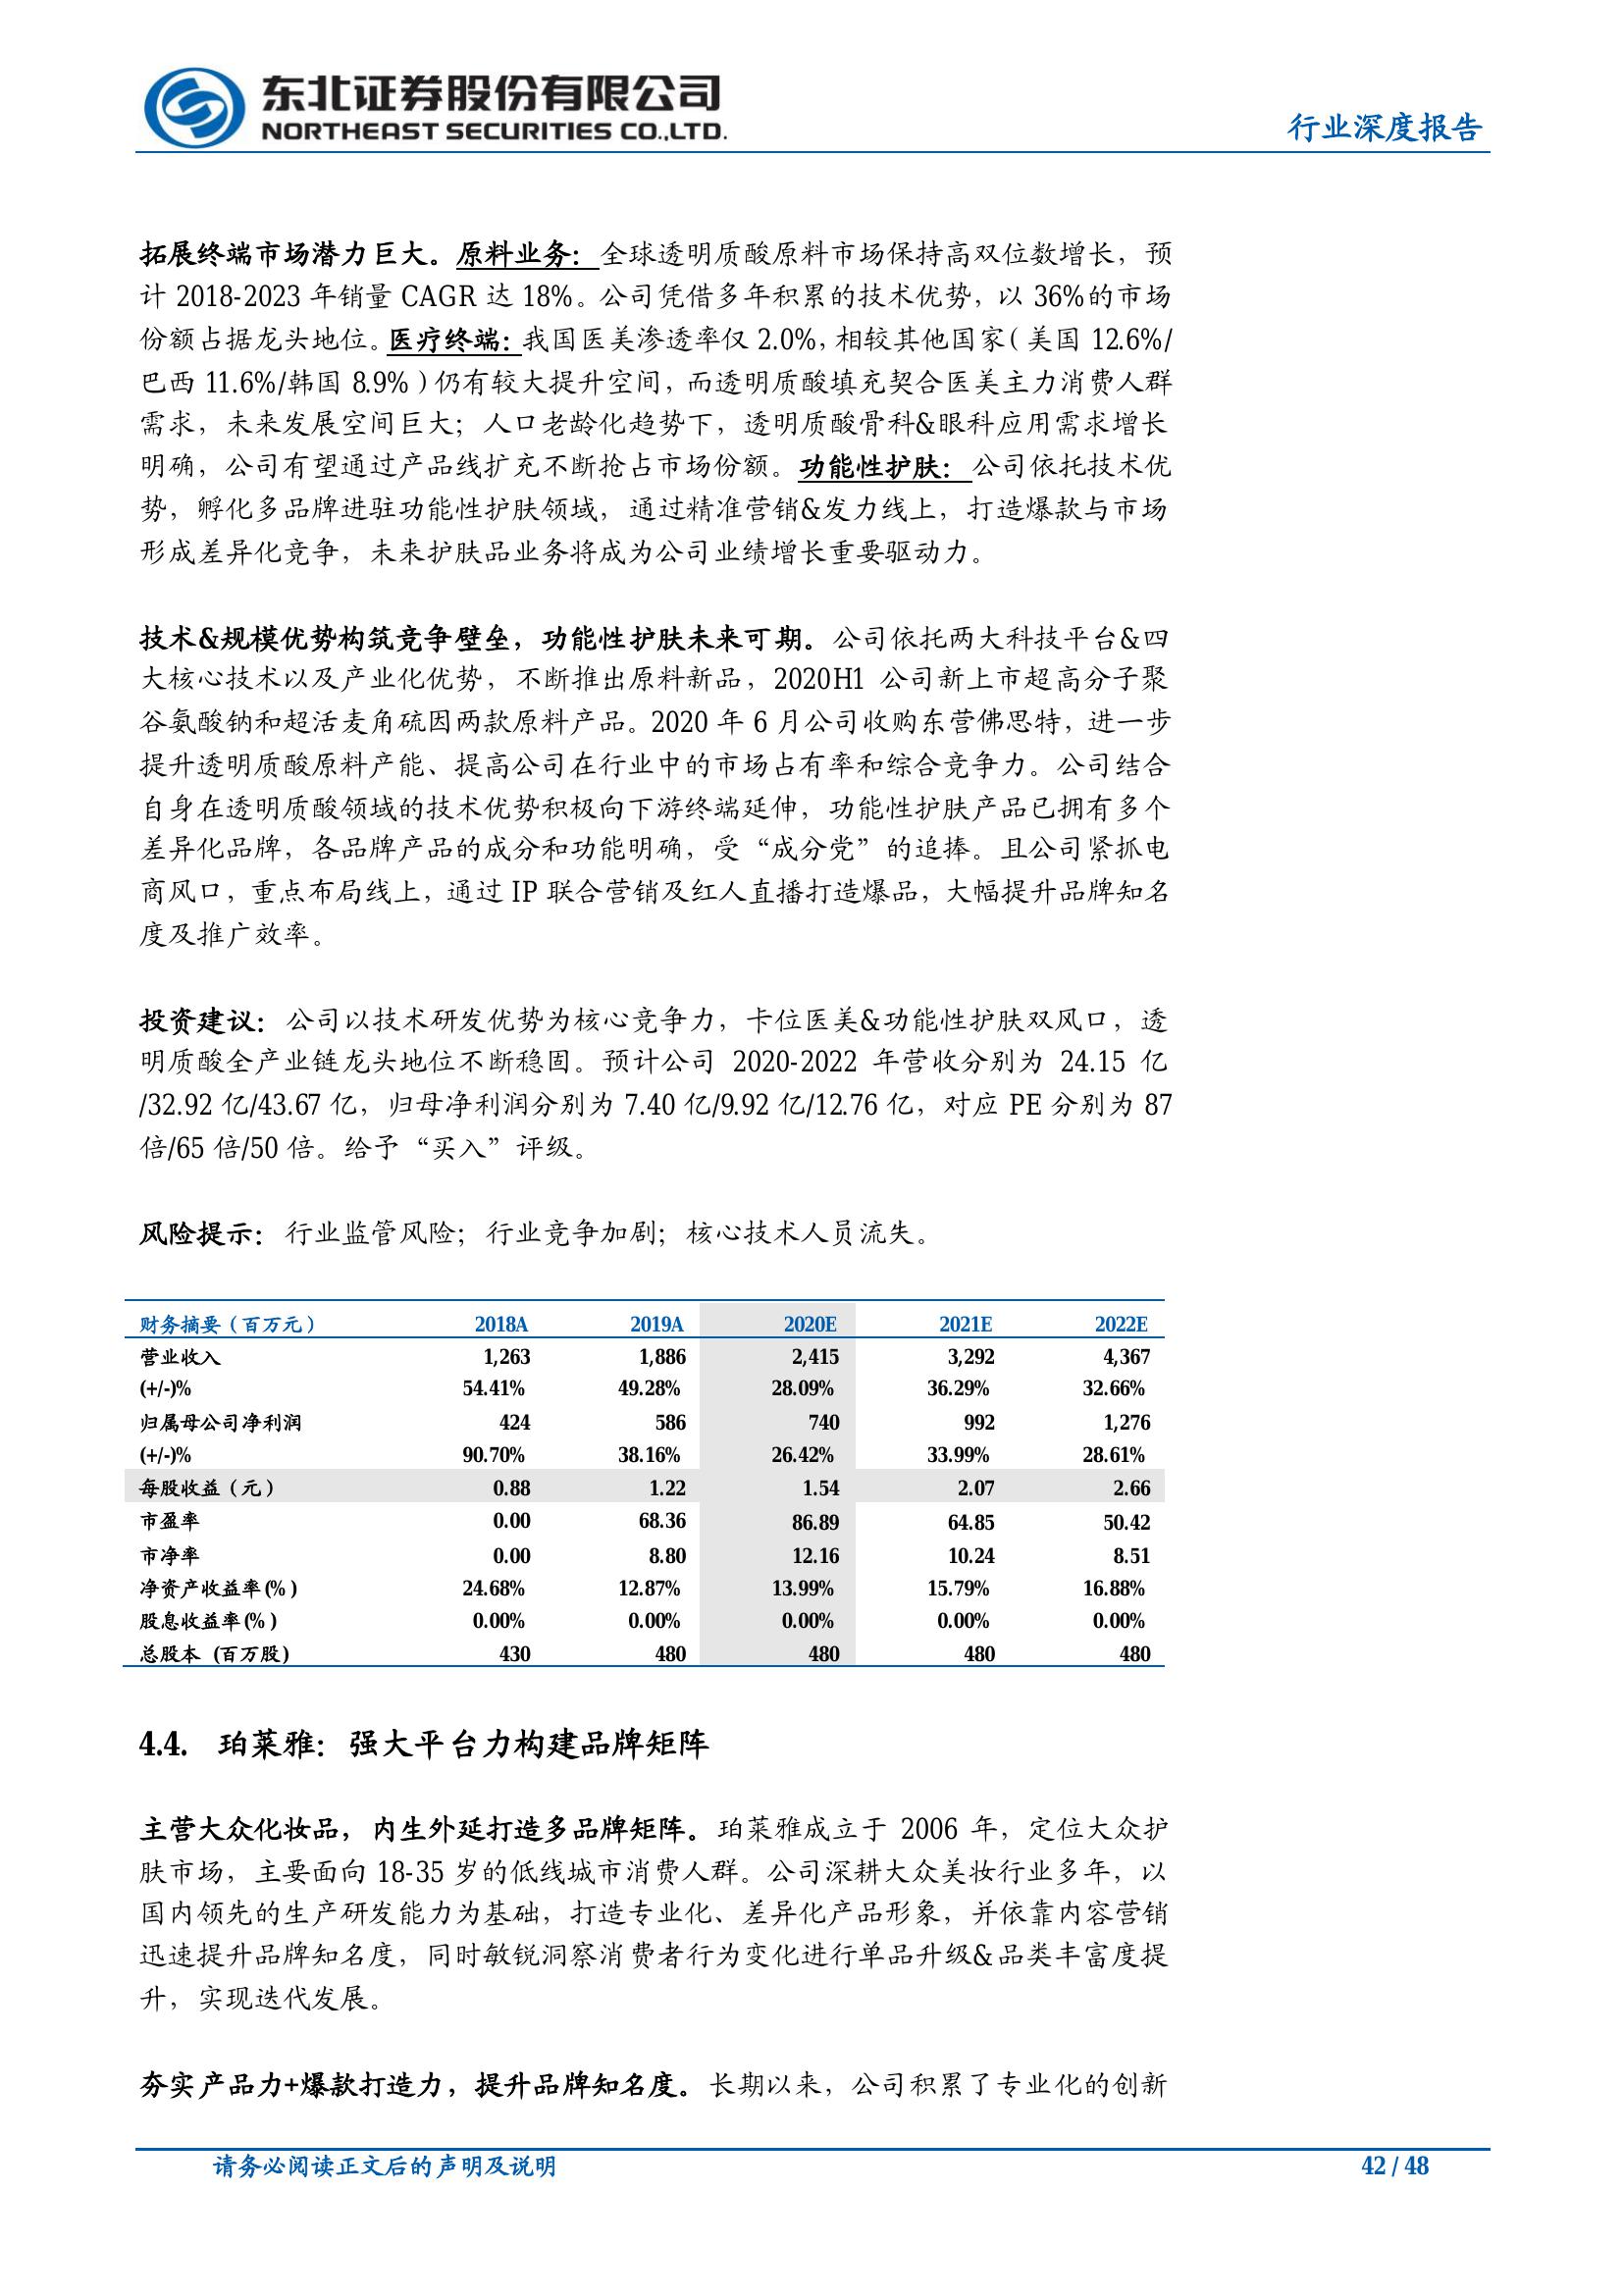 东北证券股份有限公司
NORTHEAST SECURITIES CO.,LTD.
行业深度报告
拓展终端市场潜力巨大。原料业务：全球透明质酸原料市场保持高双位数增长，预
计 2018-2023 年销量 CAGR 达 18%。公司凭借多年积累的技术优势，以 36%的市场
份额占据龙头地位。医疗终端：我国医美渗透率仅 2.0%，相较其他国家（美国 12.6%/
巴西 11.6%/韩国 8.9%）仍有较大提升空间，而透明质酸填充契合医美主力消费人群
需求，未来发展空间巨大；人口老龄化趋势下，透明质酸骨科&眼科应用需求增长
明确，公司有望通过产品线扩充不断抢占市场份额。功能性护肤：公司依托技术优
势，孵化多品牌进驻功能性护肤领域，通过精准营销&发力线上，打造爆款与市场
形成差异化竞争，未来护肤品业务将成为公司业绩增长重要驱动力。
技术&规模优势构筑竞争壁垒，功能性护肤未来可期。公司依托两大科技平台&四
大核心技术以及产业化优势，不断推出原料新品，2020H1 公司新上市超高分子聚
谷氨酸钠和超活麦角硫因两款原料产品。2020 年 6 月公司收购东营佛思特，进一步
提升透明质酸原料产能、提高公司在行业中的市场占有率和综合竞争力。公司结合
自身在透明质酸领域的技术优势积极向下游终端延伸，功能性护肤产品已拥有多个
差异化品牌，各品牌产品的成分和功能明确，受“成分党”的追捧。且公司紧抓电
商风口，重点布局线上，通过 IP 联合营销及红人直播打造爆品，大幅提升品牌知名
度及推广效率。
投资建议：公司以技术研发优势为核心竞争力，卡位医美&功能性护肤双风口，透
明质酸全产业链龙头地位不断稳固。预计公司 2020-2022 年营收分别为 24.15 亿
/32.92 亿/43.67 亿，归母净利润分别为 7.40 亿/9.92 亿/12.76 亿，对应 PE 分别为 87
倍/65 倍/50 倍。给予“买入”评级。
风险提示：行业监管风险；行业竞争加剧；核心技术人员流失。
财务摘要（百万元） 2018A 2019A 2020E 2021E 2022E
营业收入 1,263 1,886 2,415 3,292 4,367
(+/-)% 54.41% 49.28% 28.09% 36.29% 32.66%
归属母公司净利润 424 586 740 992 1,276
(+/-)% 90.70% 38.16% 26.42% 33.99% 28.61%
每股收益（元） 0.88 1.22 1.54 2.07 2.66
市盈率 0.00 68.36 86.89 64.85 50.42
市净率 0.00 8.80 12.16 10.24 8.51
净资产收益率(%) 24.68% 12.87% 13.99% 15.79% 16.88%
股息收益率(%) 0.00% 0.00% 0.00% 0.00% 0.00%
总股本 (百万股) 430 480 480 480 480
4.4. 珀莱雅：强大平台力构建品牌矩阵
主营大众化妆品，内生外延打造多品牌矩阵。珀莱雅成立于 2006 年，定位大众护
肤市场，主要面向 18-35 岁的低线城市消费人群。公司深耕大众美妆行业多年，以
国内领先的生产研发能力为基础，打造专业化、差异化产品形象，并依靠内容营销
迅速提升品牌知名度，同时敏锐洞察消费者行为变化进行单品升级&品类丰富度提
升，实现迭代发展。
夯实产品力+爆款打造力，提升品牌知名度。长期以来，公司积累了专业化的创新
请务必阅读正文后的声明及说明
42 / 48